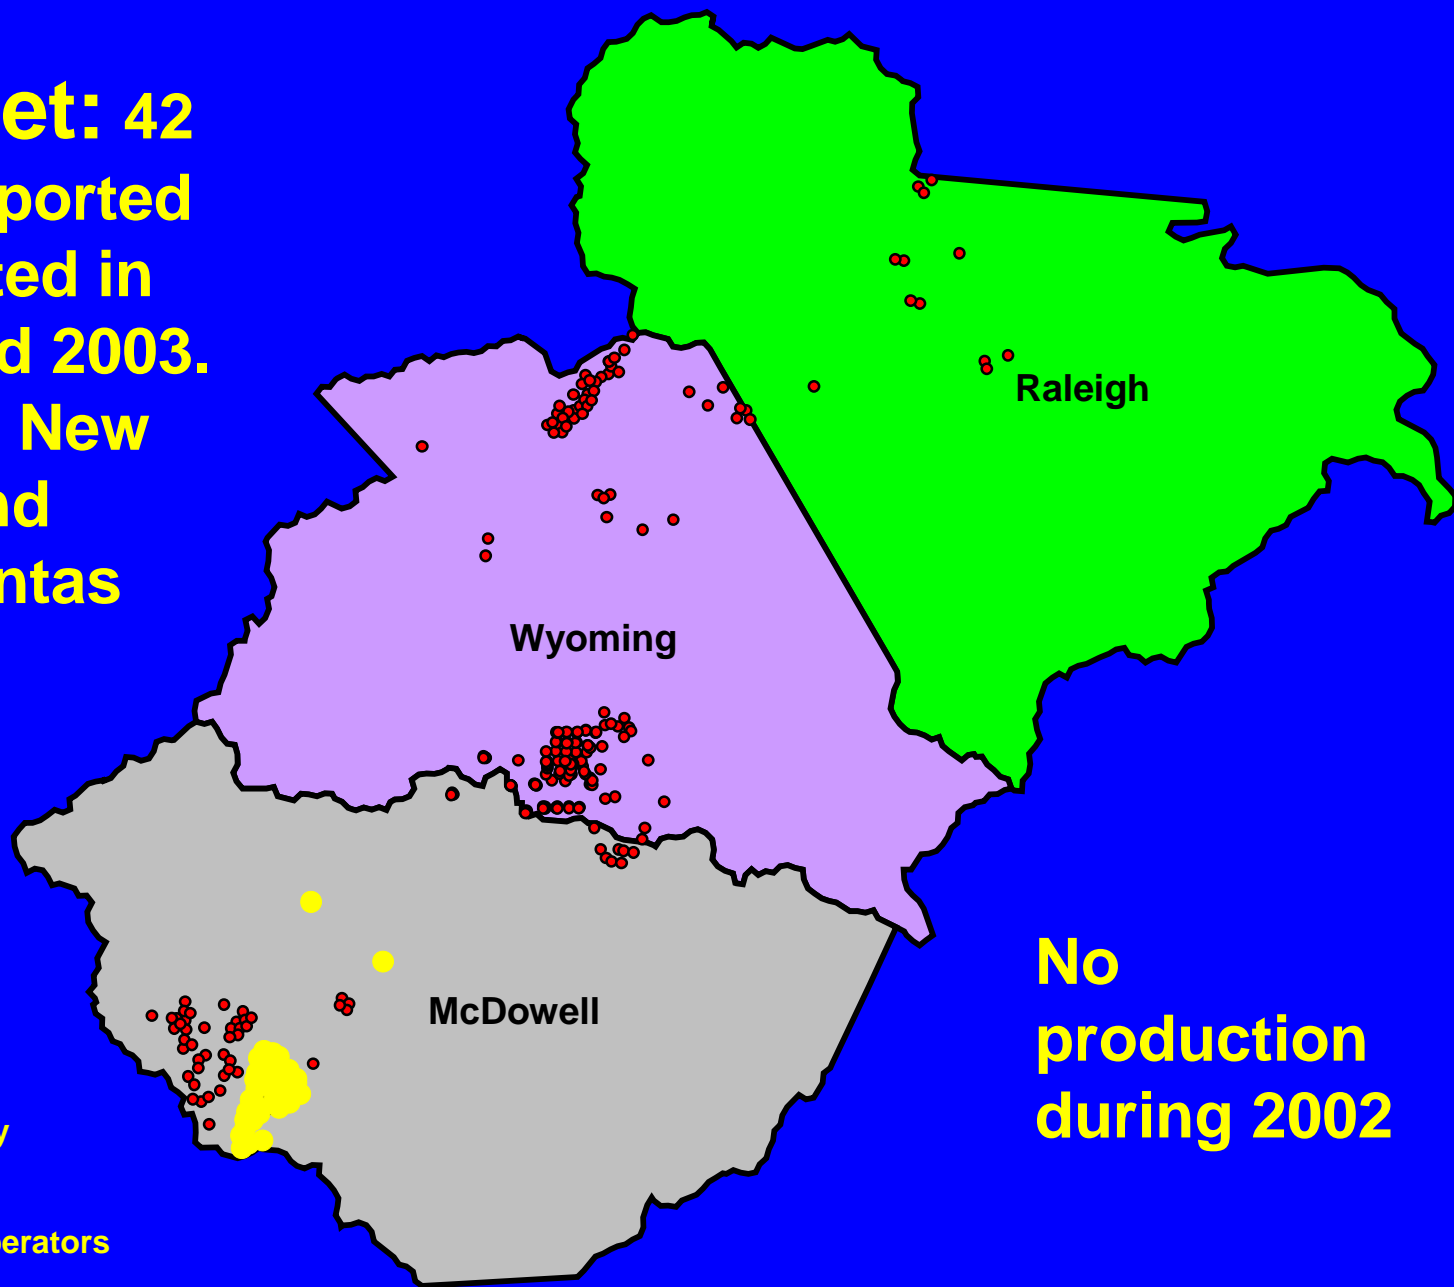 et: 42
ported
ted in
d 2003.
New
nd
ntas
Raleigh
Wyoming
McDowell
No
production
during 2002
y
erators